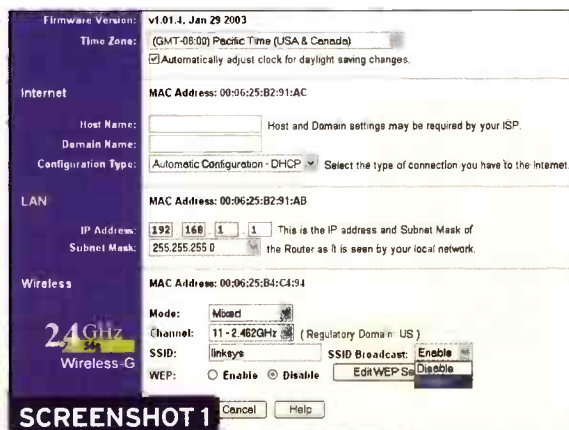 Firmware Version: v1.01.4, Jan 29 2003
Time Zone: (GMT-08:00) Pacific Time (USA & Canada)
Automatically adjust clock for daylight saving changes.
Internet MAC Address: 00:06:25:B2:91:AC
Host Name: Host and Domain settings may be required by your ISP.
Domain Name:
Configuration Type: Automatic Configuration - DHCP Select the type of connection you have to the Internet.
LAN MAC Address: 00:06:25:B2:91:AB
IP Address: 192 . 168 . 1 . 1 This is the IP address and Subnet Mask of
Subnet Mask: 255.255.255.0 the Router as it is seen by your local network.
Wireless MAC Address: 00:06:25:B4:C4:94
Mode: Mixed
Channel: 11 - 2.462GHz (Regulatory Domain: US )
SSID: linksys SSID Broadcast: Enable
Disable
WEP: Enable Disable Edit WEP Se
2.4GHz
Wireless-G
SCREENSHOT 1 Cancel Help